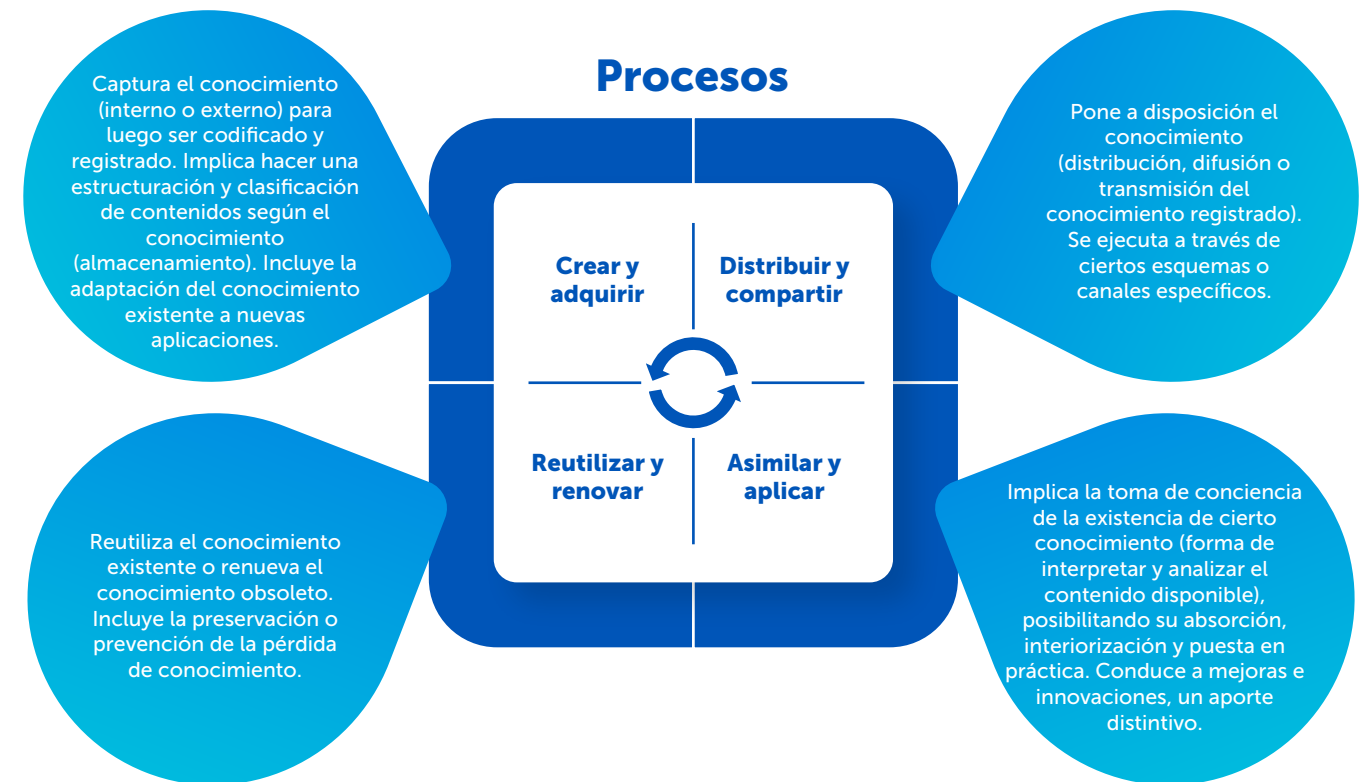 Procesos
Captura el conocimiento
(interno o externo) para
luego ser codificado y
registrado. Implica hacer una
estructuración y clasificación
de contenidos según el
conocimiento
(almacenamiento). Incluye la
adaptación del conocimiento
existente a nuevas
aplicaciones.
Crear y
adquirir
Distribuir y
compartir
Pone a disposición el
conocimiento
(distribución, difusión o
transmisión del
conocimiento registrado).
Se ejecuta a través de
ciertos esquemas o
canales específicos.
Reutiliza el conocimiento
existente o renueva el
conocimiento obsoleto.
Incluye la preservación o
prevención de la pérdida
de conocimiento.
Reutilizar y
renovar
Asimilar y
aplicar
Implica la toma de conciencia
de la existencia de cierto
conocimiento (forma de
interpretar y analizar el
contenido disponible),
posibilitando su absorción,
interiorización y puesta en
práctica. Conduce a mejoras e
innovaciones, un aporte
distintivo.